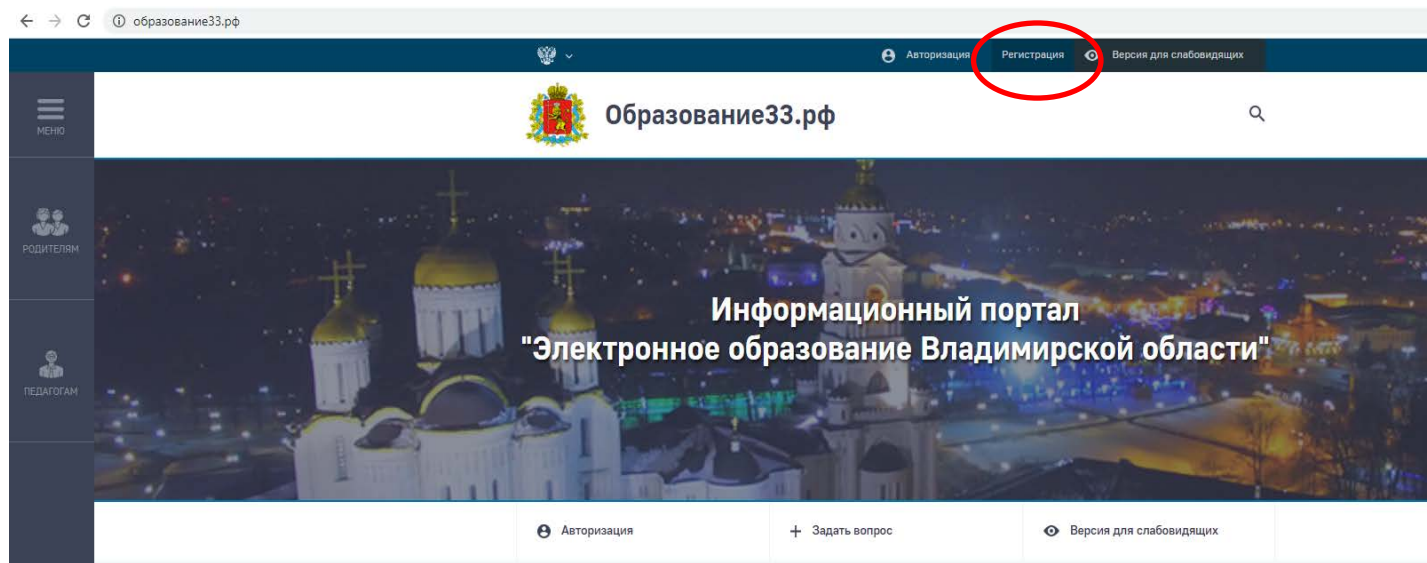 образование33.рф
Авторизация Регистрация Версия для слабовидящих
МЕНЮ
Образование33.рф
РОДИТЕЛЯМ
Информационный портал
"Электронное образование Владимирской области"
ПЕДАГОГАМ
Авторизация Задать вопрос Версия для слабовидящих